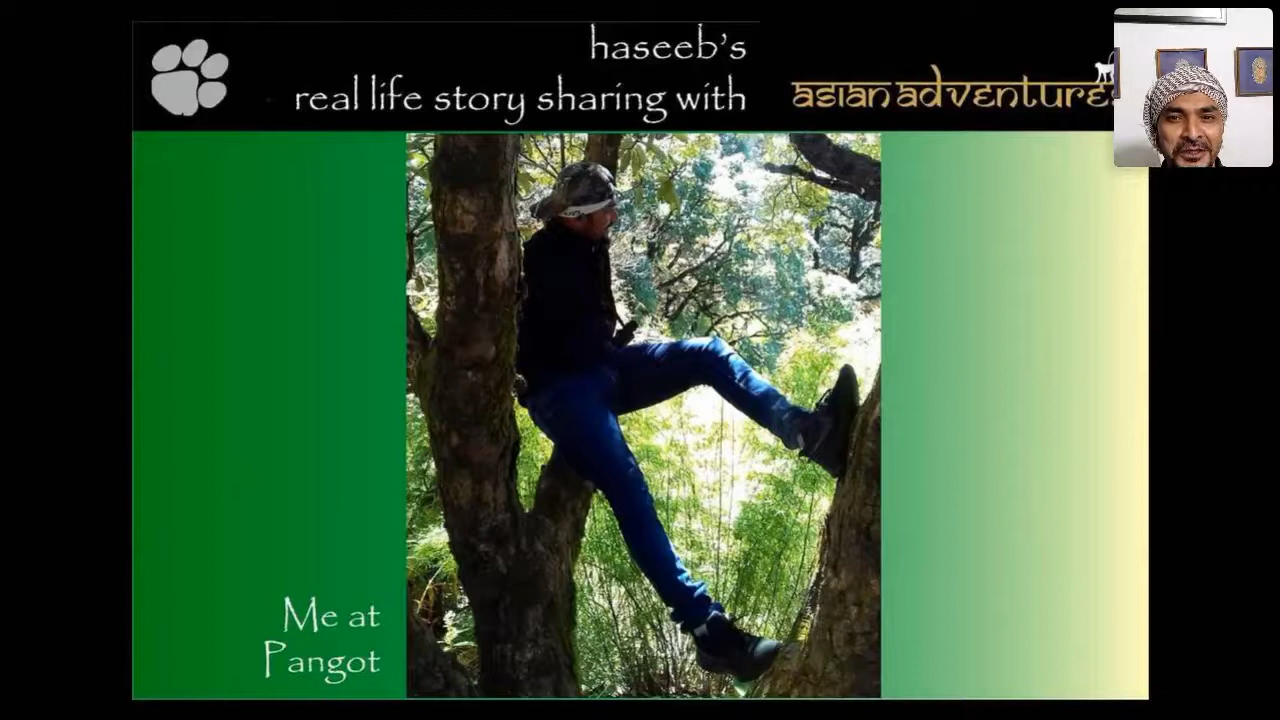 haseeb's
real life story sharing with
asian adventures
Me at
Pangot